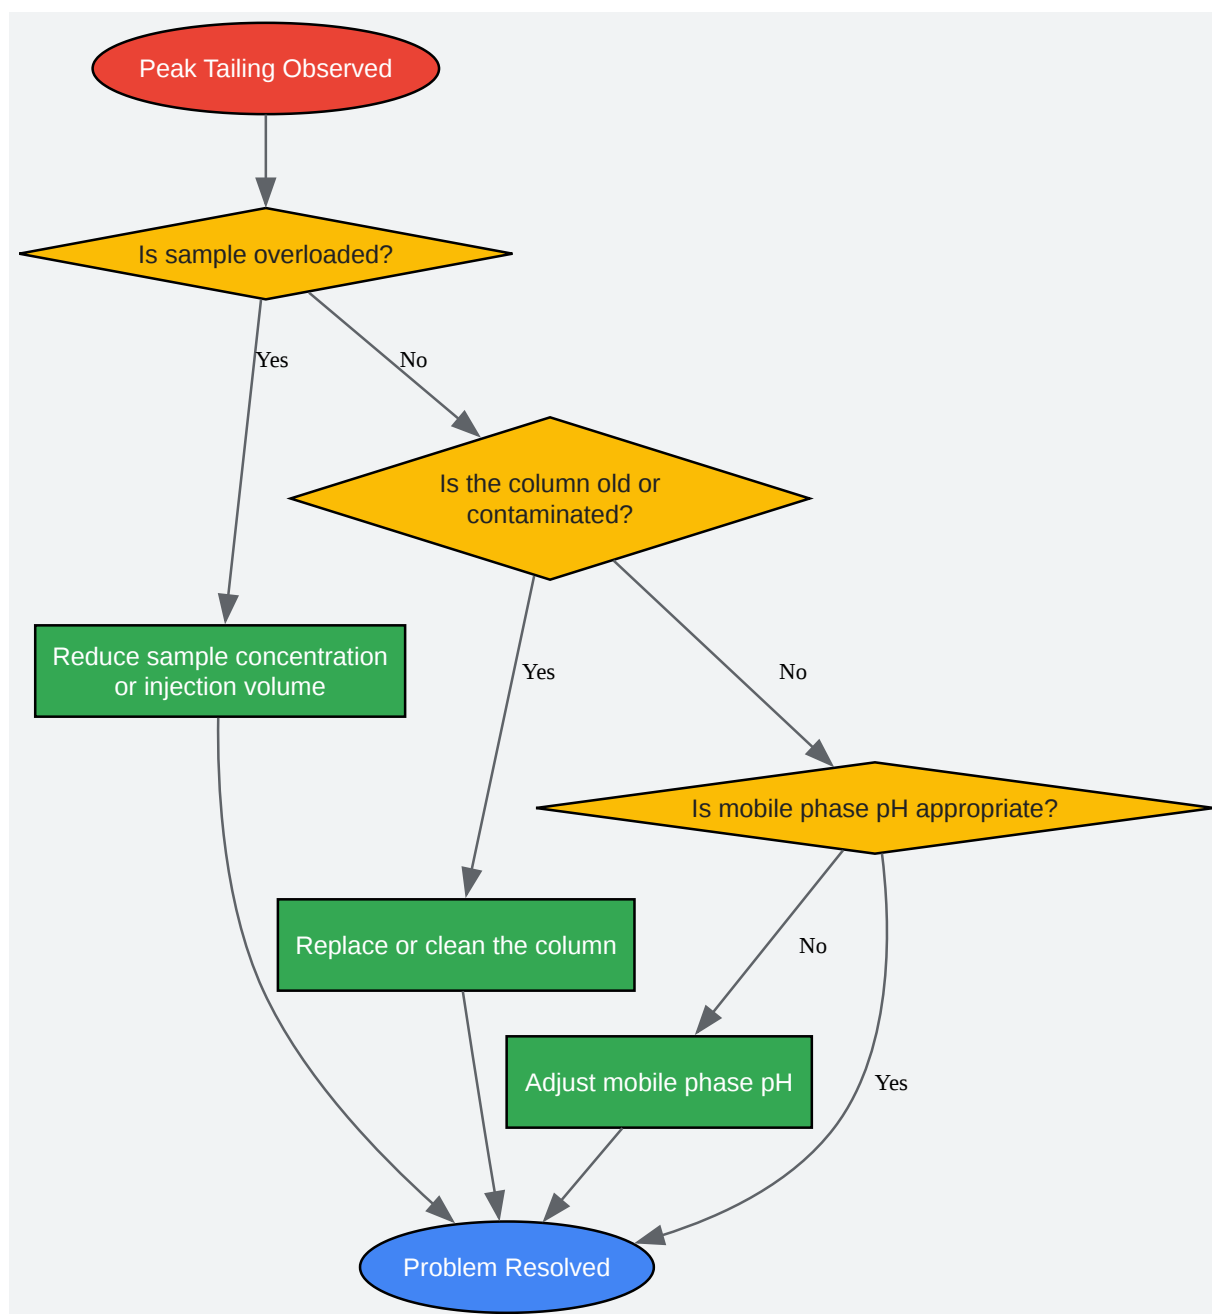 Peak Tailing Observed
Is sample overloaded?
Yes
No
Is the column old or
contaminated?
Reduce sample concentration
or injection volume
Yes
No
Is mobile phase pH appropriate?
Replace or clean the column
No
Adjust mobile phase pH
Yes
Problem Resolved